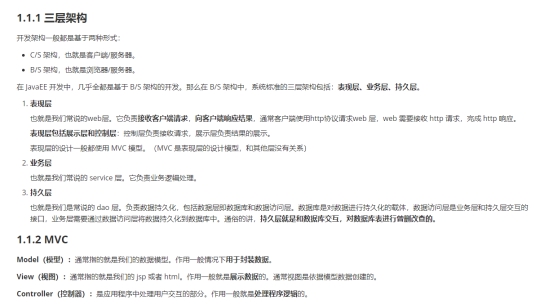 1.1.1 三层架构
开发架构一般都是基于两种形式：
C/S 架构，也就是客户端/服务器。
B/S 架构，也就是浏览器/服务器。
在 JavaEE 开发中，几乎全都是基于 B/S 架构的开发。那么在 B/S 架构中，系统标准的三层架构包括：表现层、业务层、持久层。
1. 表现层
也就是我们常说的web层。它负责接收客户端请求，向客户端响应结果，通常客户端使用http协议请求web 层，web 需要接收 http 请求，完成 http 响应。
表现层包括展示层和控制层：控制层负责接收请求，展示层负责结果的展示。
表现层的设计一般都使用 MVC 模型。（MVC 是表现层的设计模型，和其他层没有关系）
2. 业务层
也就是我们常说的 service 层。它负责业务逻辑处理。
3. 持久层
也就是我们是常说的 dao 层。负责数据持久化，包括数据层即数据库和数据访问层，数据库是对数据进行持久化的载体，数据访问层是业务层和持久层交互的
接口，业务层需要通过数据访问层将数据持久化到数据库中。通俗的讲，持久层就是和数据库交互，对数据库表进行曾删改查的。
1.1.2 MVC
Model（模型）：通常指的就是我们的数据模型。作用一般情况下用于封装数据。
View（视图）：通常指的就是我们的 jsp 或者 html。作用一般就是展示数据的。通常视图是依据模型数据创建的。
Controller（控制器）：是应用程序中处理用户交互的部分。作用一般就是处理程序逻辑的。